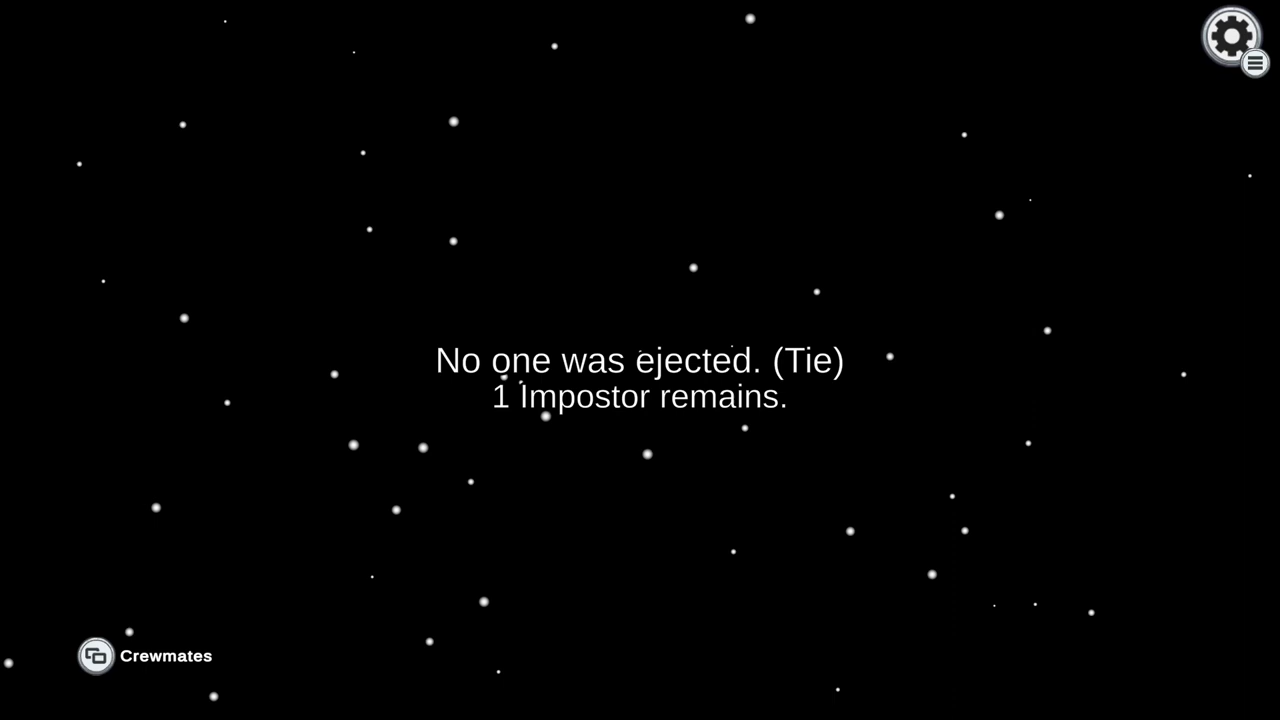 No one was ejected. (Tie)
1 Impostor remains.
Crewmates